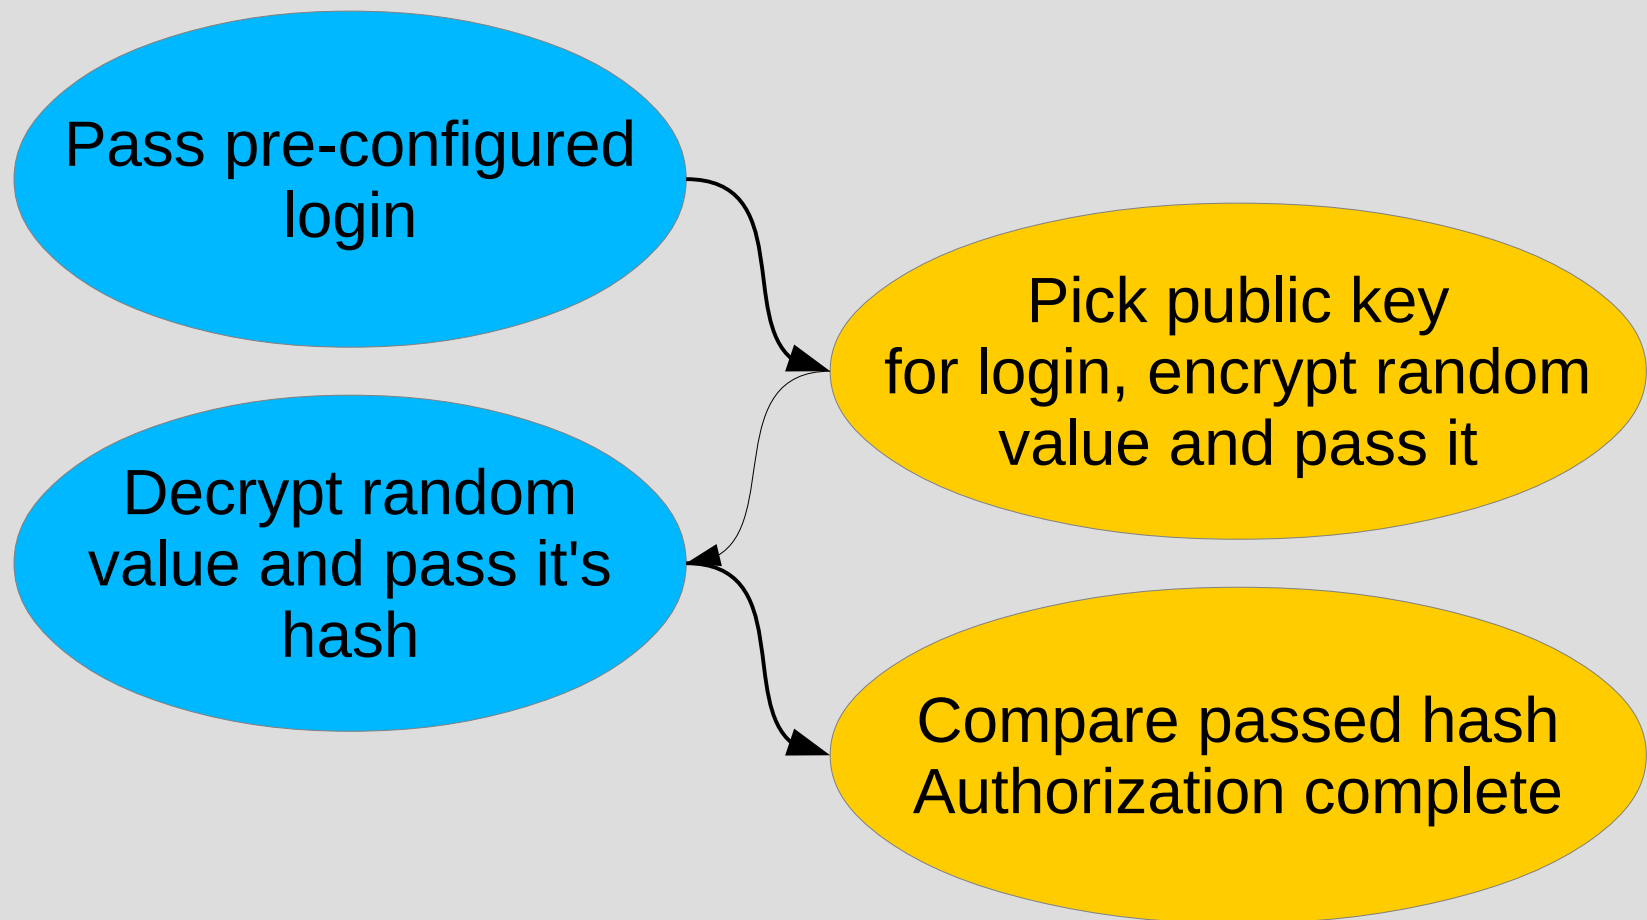 Pass pre-configured
login
Pick public key
for login, encrypt random
value and pass it
Decrypt random
value and pass it's
hash
Compare passed hash
Authorization complete